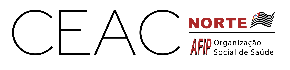 CEAC NORTE
AFIP Organização
Social de Saúde